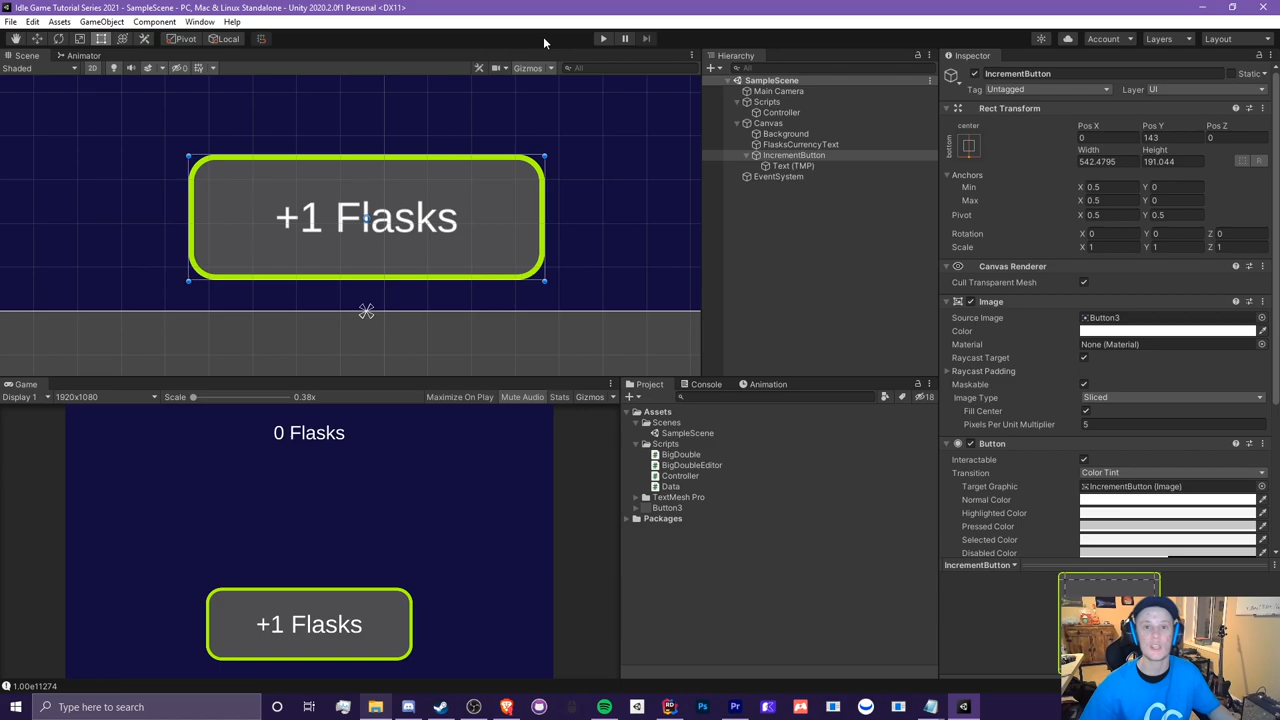 Idle Game Tutorial Series 2021 - SampleScene - PC, Mac & Linux Standalone - Unity 2020.2.0f1 Personal <DX11>
File Edit Assets GameObject Component Window Help
Pivot Local Account Layers Layout
Scene Animator
Shaded 2D 0 Gizmos All
+1 Flasks
Hierarchy
All
SampleScene
Main Camera
Scripts
Controller
Canvas
Background
FlasksCurrencyText
IncrementButton
Text (TMP)
EventSystem
Inspector
IncrementButton Static
Tag Untagged Layer UI
Rect Transform
center Pos X Pos Y Pos Z
bottom 0 143 0
Width Height
542.4795 191.044 R
Anchors
Min X 0.5 Y 0
Max X 0.5 Y 0
Pivot X 0.5 Y 0.5
Rotation X 0 Y 0 Z 0
Scale X 1 Y 1 Z 1
Canvas Renderer
Cull Transparent Mesh
Image
Source Image Button3
Color
Material None (Material)
Raycast Target
Raycast Padding
Maskable
Image Type Sliced
Fill Center
Pixels Per Unit Multiplier 5
Button
Interactable
Transition Color Tint
Target Graphic IncrementButton (Image)
Normal Color
Highlighted Color
Pressed Color
Selected Color
Disabled Color
IncrementButton
Game
Display 1 1920x1080 Scale 0.38x Maximize On Play Mute Audio Stats Gizmos
0 Flasks
+1 Flasks
Project Console Animation
18
Assets
Scenes
SampleScene
Scripts
BigDouble
BigDoubleEditor
Controller
Data
TextMesh Pro
Button3
Packages
1.00e11274
Type here to search